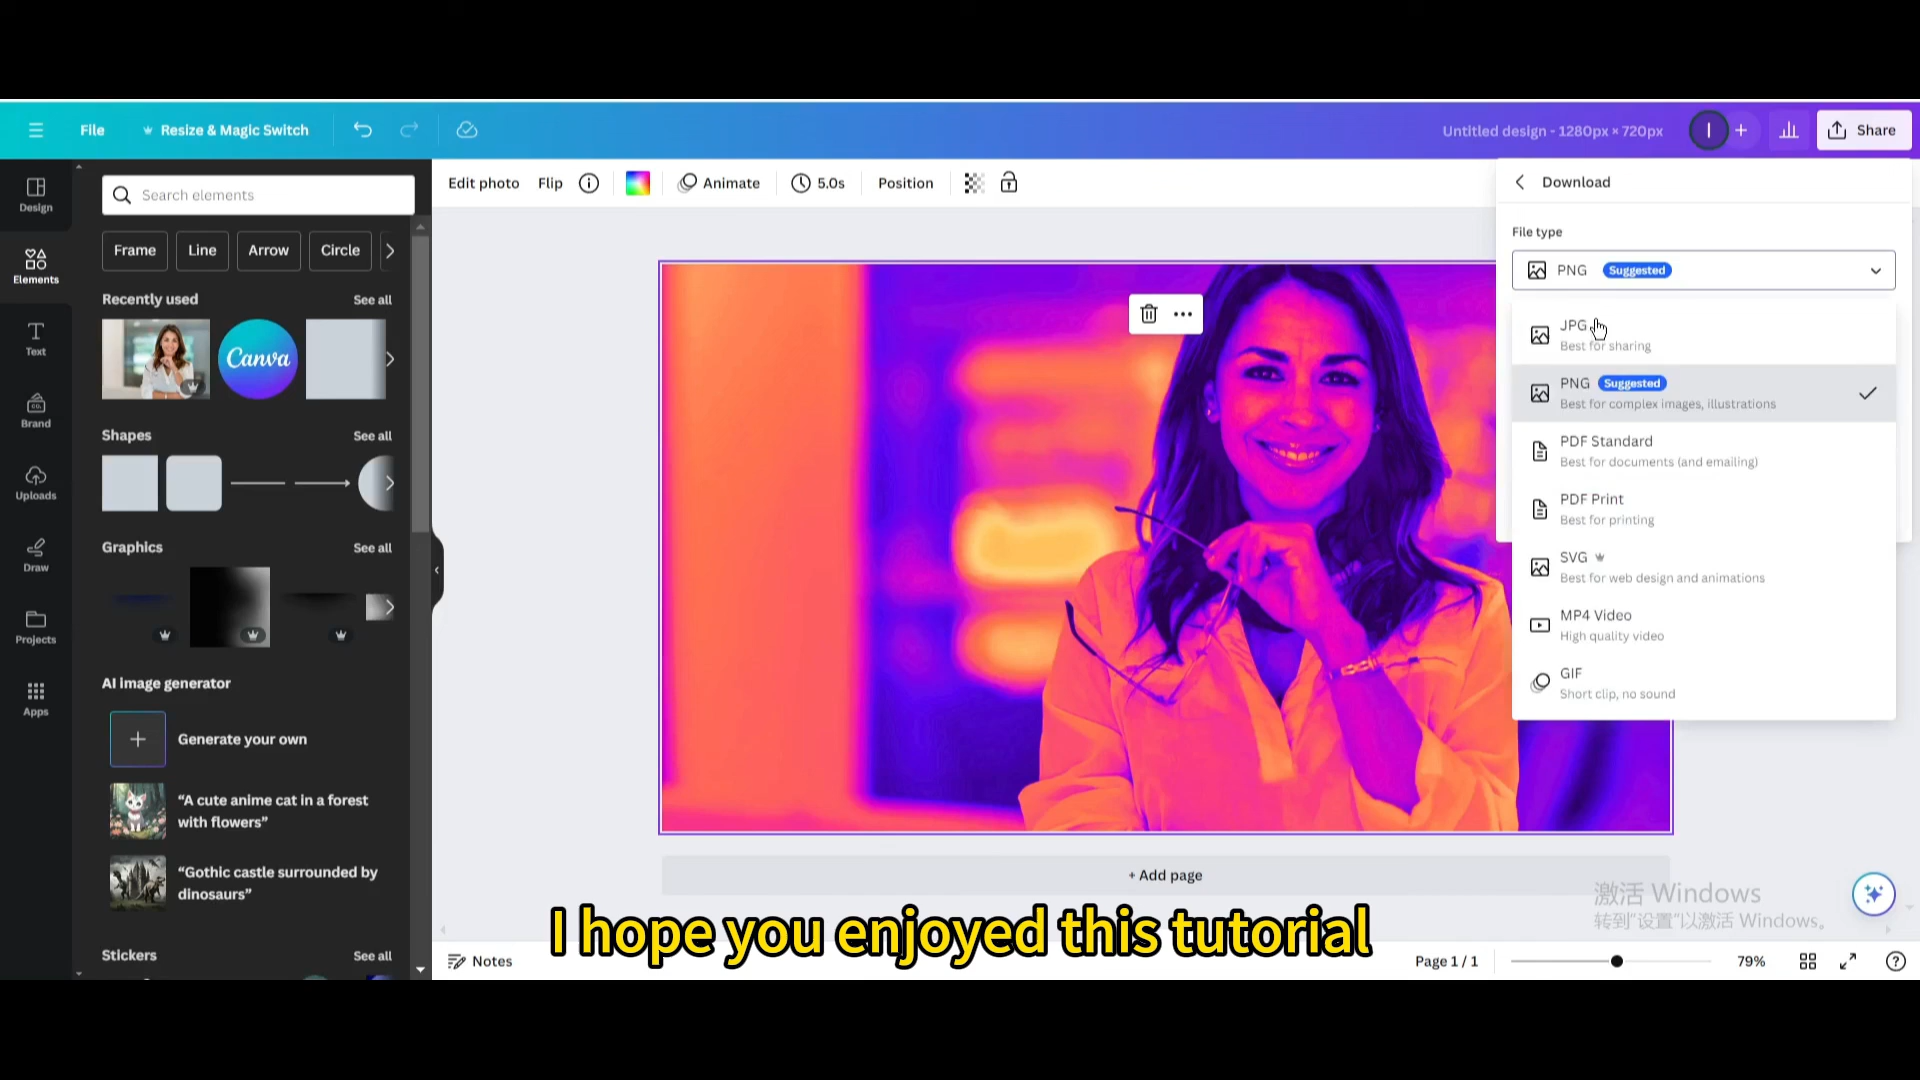 File
Resize & Magic Switch
Untitled design - 1280px × 720px
I
Share
Design
Elements
Text
Brand
Uploads
Draw
Projects
Apps
Search elements
Frame
Line
Arrow
Circle
Recently used
See all
Canva
Shapes
See all
Graphics
See all
AI image generator
Generate your own
“A cute anime cat in a forest
with flowers”
“Gothic castle surrounded by
dinosaurs”
Stickers
See all
Edit photo
Flip
Animate
5.0s
Position
Download
File type
PNG Suggested
JPG
Best for sharing
PNG Suggested
Best for complex images, illustrations
PDF Standard
Best for documents (and emailing)
PDF Print
Best for printing
SVG
Best for web design and animations
MP4 Video
High quality video
GIF
Short clip, no sound
+ Add page
激活 Windows
转到"设置"以激活 Windows。
I hope you enjoyed this tutorial
Notes
Page 1 / 1
79%